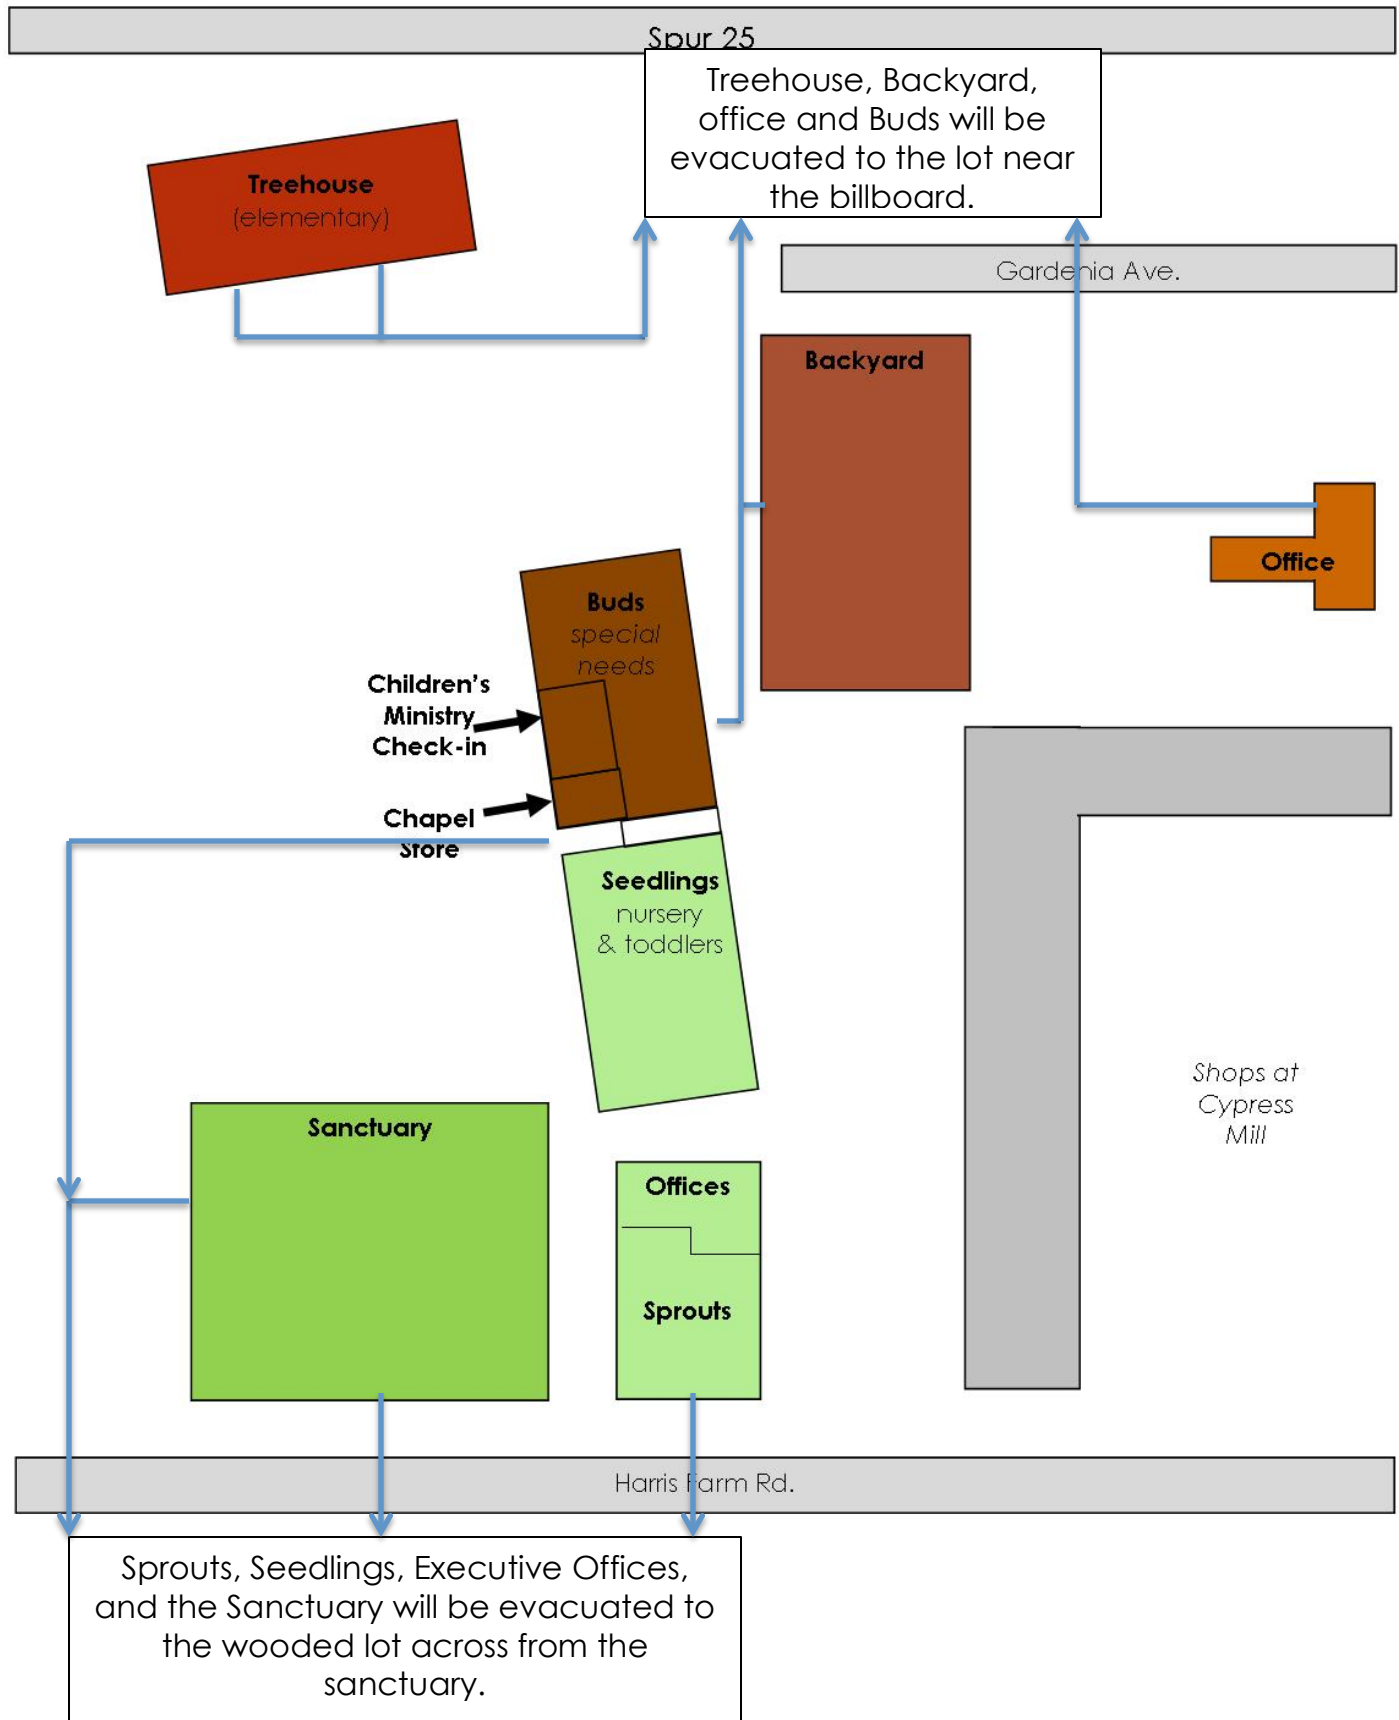 Spur 25
Treehouse, Backyard,
office and Buds will be
evacuated to the lot near
the billboard.
Treehouse
(elementary)
Gardenia Ave.
Backyard
Office
Buds
special
needs
Children's
Ministry
Check-in
Chapel
Store
Seedlings
nursery
& toddlers
Shops at
Cypress
Mill
Sanctuary
Offices
Sprouts
Harris Farm Rd.
Sprouts, Seedlings, Executive Offices,
and the Sanctuary will be evacuated to
the wooded lot across from the
sanctuary.